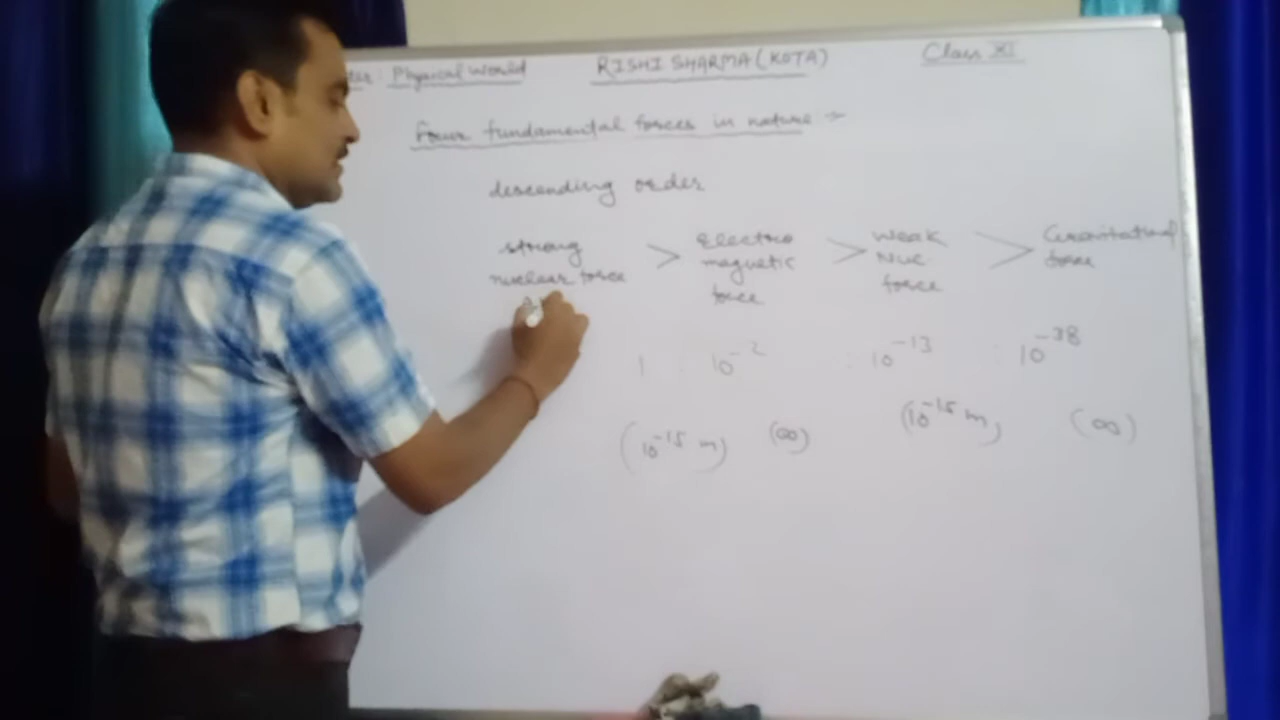 Physical World RISHI SHARMA (KOTA) Class XI
Four fundamental forces in nature :-
descending order
strong > Electro > Weak > Gravitational
nuclear force magnetic Nuc. force
force force
1 : 10⁻² : 10⁻¹³ : 10⁻³⁸
(10⁻¹⁵ m) (∞) (10⁻¹⁵ m) (∞)